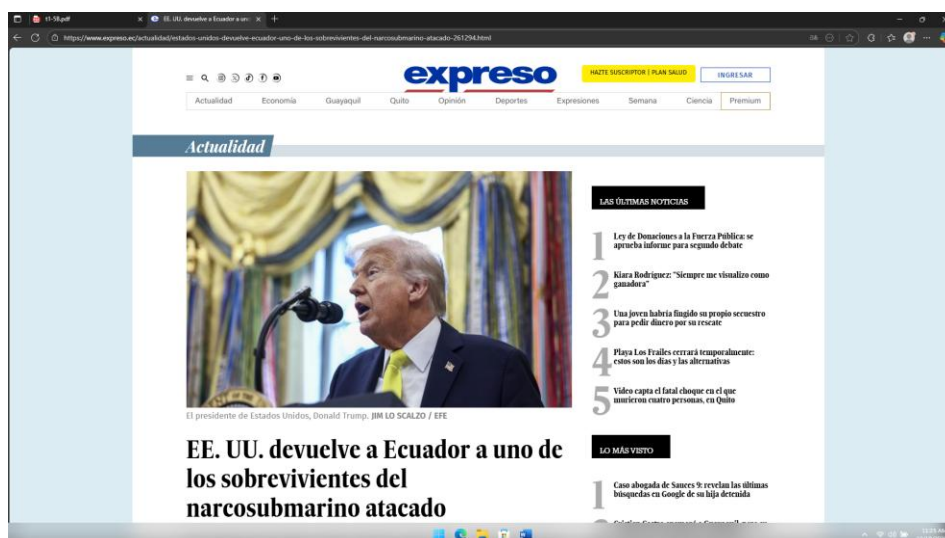 t1-58.pdf
EE. UU. devuelve a Ecuador a uno
https://www.expreso.ec/actualidad/estados-unidos-devuelve-ecuador-uno-de-los-sobrevivientes-del-narcosubmarino-atacado-261294.html
expreso
HAZTE SUSCRIPTOR | PLAN SALUD
INGRESAR
Actualidad Economía Guayaquil Quito Opinión Deportes Expresiones Semana Ciencia Premium
Actualidad
El presidente de Estados Unidos, Donald Trump. JIM LO SCALZO / EFE
EE. UU. devuelve a Ecuador a uno de
los sobrevivientes del
narcosubmarino atacado
LAS ÚLTIMAS NOTICIAS
1 Ley de Donaciones a la Fuerza Pública: se
aprueba informe para segundo debate
2 Kiara Rodríguez: "Siempre me visualizo como
ganadora"
3 Una joven habría fingido su propio secuestro
para pedir dinero por su rescate
4 Playa Los Frailes cerrará temporalmente:
estos son los días y las alternativas
5 Video capta el fatal choque en el que
murieron cuatro personas, en Quito
LO MÁS VISTO
1 Caso abogada de Sauces 9: revelan las últimas
búsquedas en Google de su hija detenida